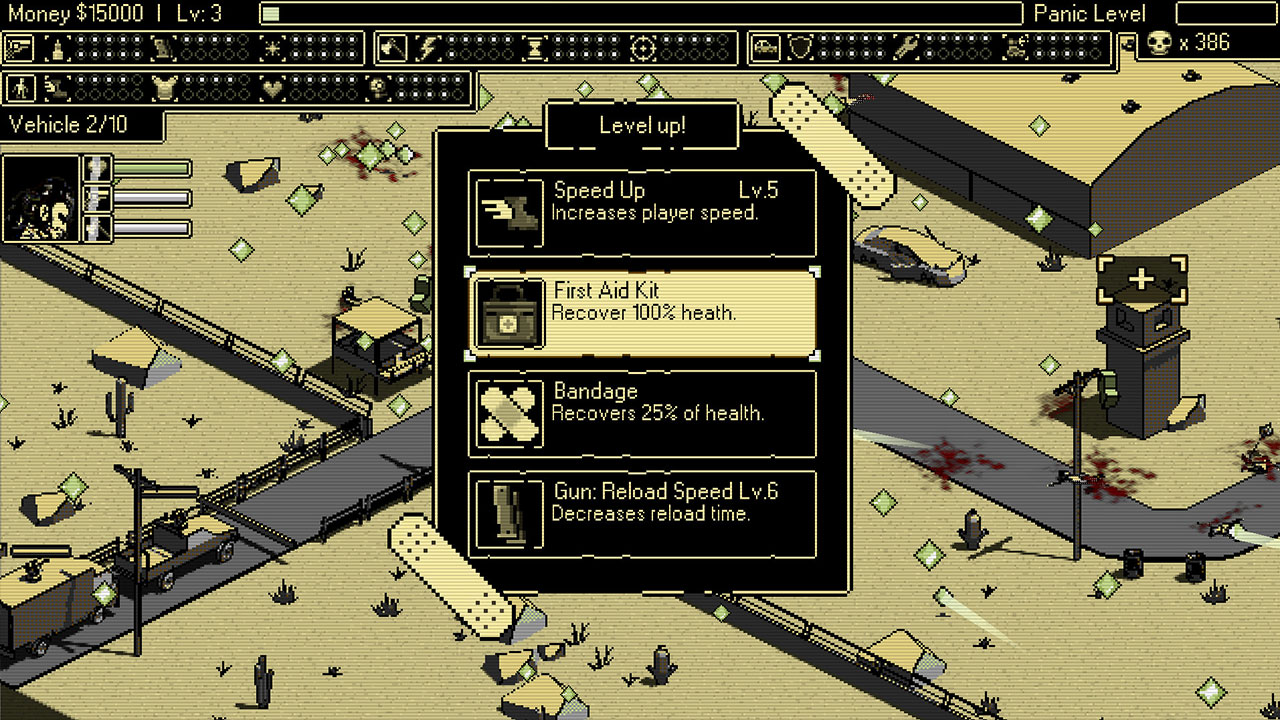 Money $15000 | Lv: 3
Panic Level
x 386
Vehicle 2/10
Level up!
Speed Up Lv.5
Increases player speed.
First Aid Kit
Recover 100% heath.
Bandage
Recovers 25% of health.
Gun: Reload Speed Lv.6
Decreases reload time.